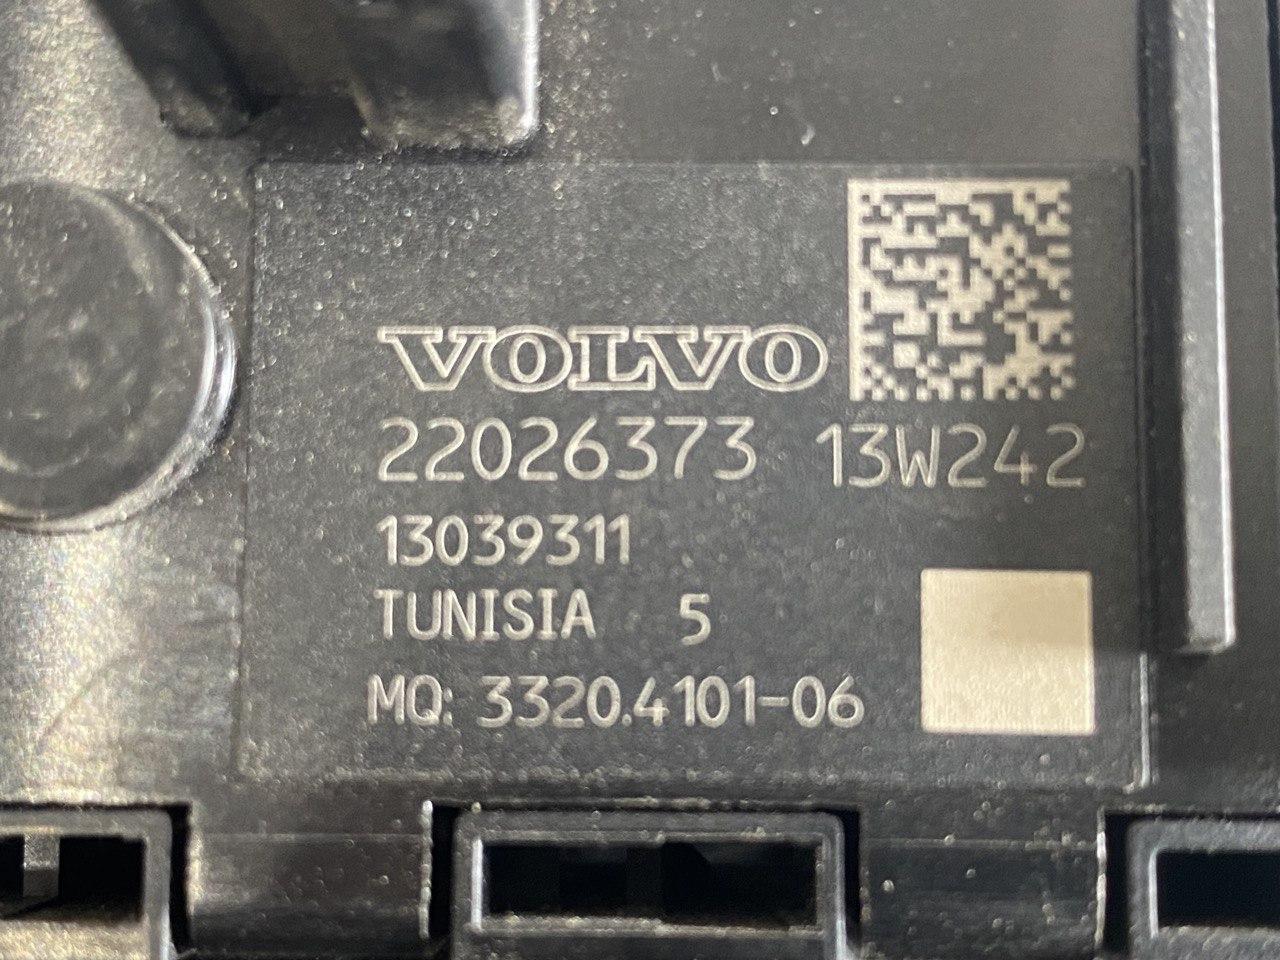 VOLVO
22026373 13W242
13039311
TUNISIA 5
MQ: 3320.4101-06